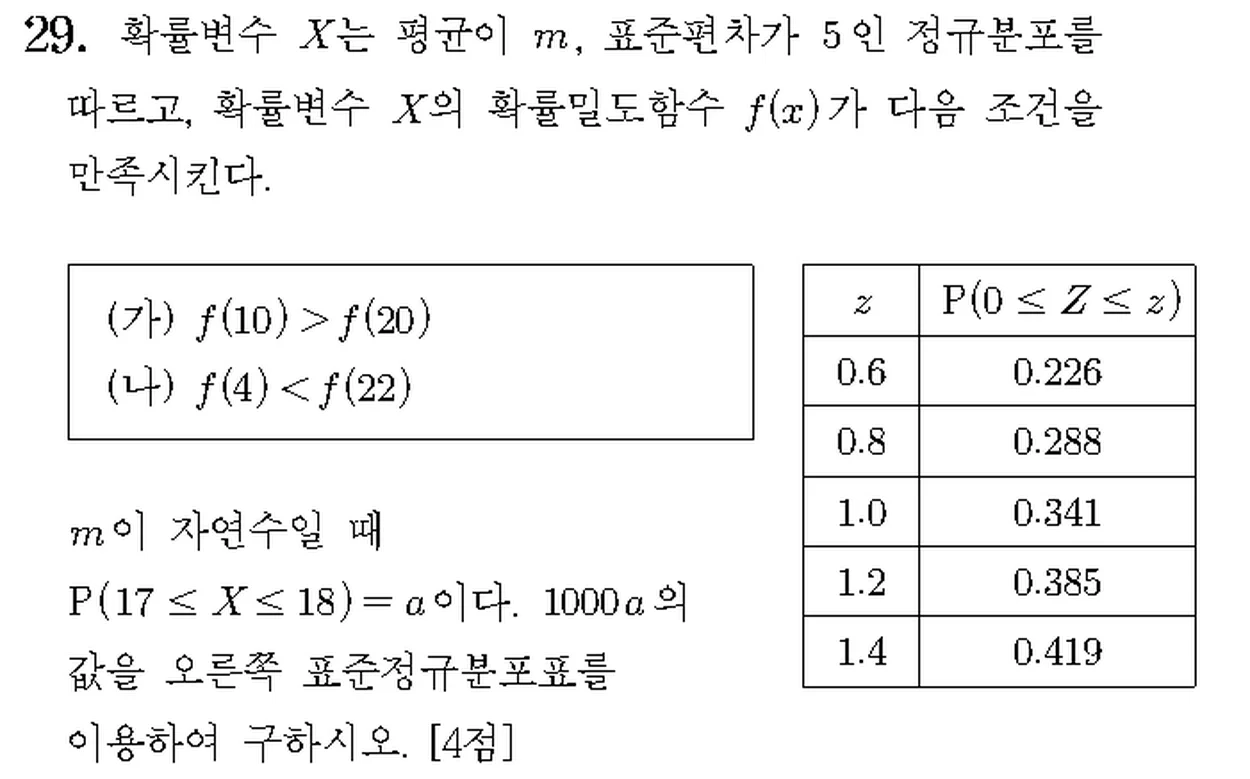 29. 확률변수 X는 평균이 m, 표준편차가 5인 정규분포를
따르고, 확률변수 X의 확률밀도함수 f(x)가 다음 조건을
만족시킨다.
(가) f(10) > f(20)
(나) f(4) < f(22)
z P(0 ≤ Z ≤ z)
0.6 0.226
0.8 0.288
1.0 0.341
1.2 0.385
1.4 0.419
m이 자연수일 때
P(17 ≤ X ≤ 18) = a이다. 1000a의
값을 오른쪽 표준정규분포표를
이용하여 구하시오. [4점]